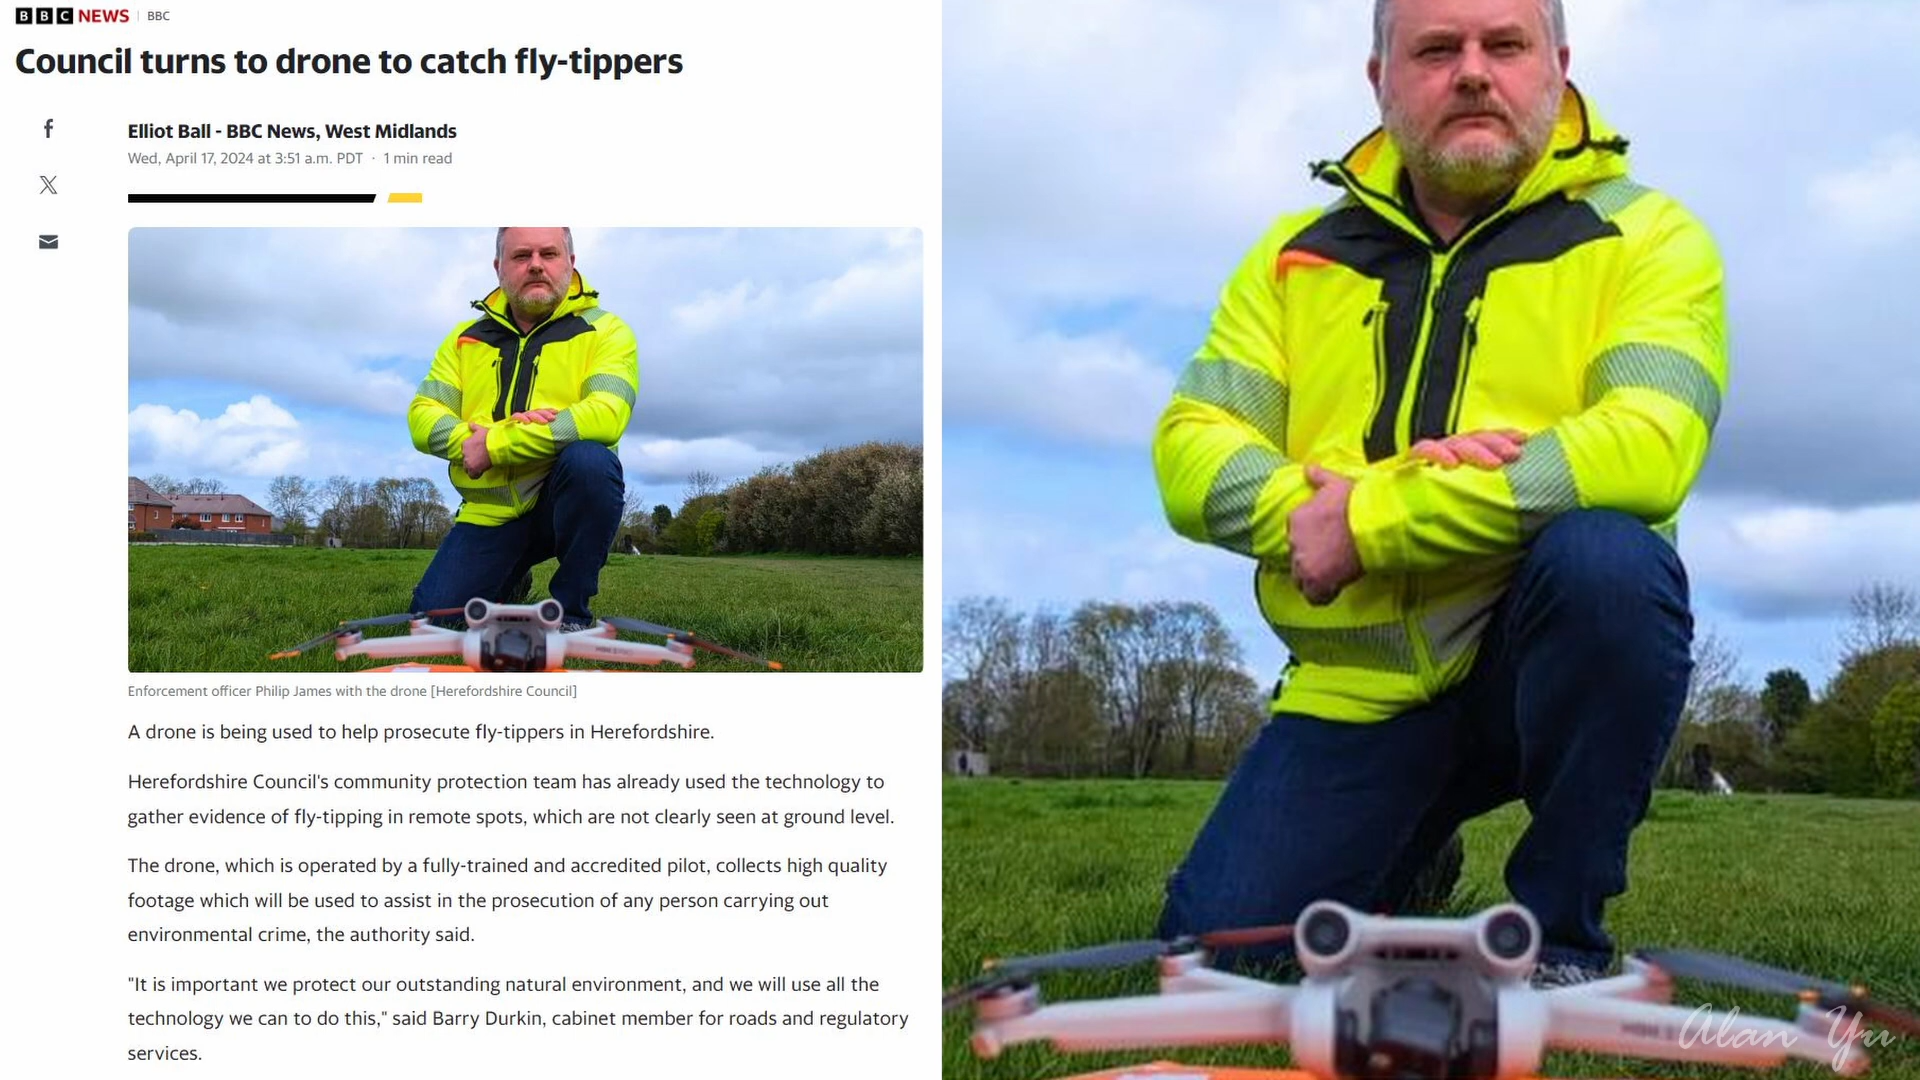 BBC NEWS | BBC
Council turns to drone to catch fly-tippers
Elliot Ball - BBC News, West Midlands
Wed, April 17, 2024 at 3:51 a.m. PDT · 1 min read
Enforcement officer Philip James with the drone [Herefordshire Council]
A drone is being used to help prosecute fly-tippers in Herefordshire.
Herefordshire Council's community protection team has already used the technology to
gather evidence of fly-tipping in remote spots, which are not clearly seen at ground level.
The drone, which is operated by a fully-trained and accredited pilot, collects high quality
footage which will be used to assist in the prosecution of any person carrying out
environmental crime, the authority said.
"It is important we protect our outstanding natural environment, and we will use all the
technology we can to do this," said Barry Durkin, cabinet member for roads and regulatory
services.
Alan Yu